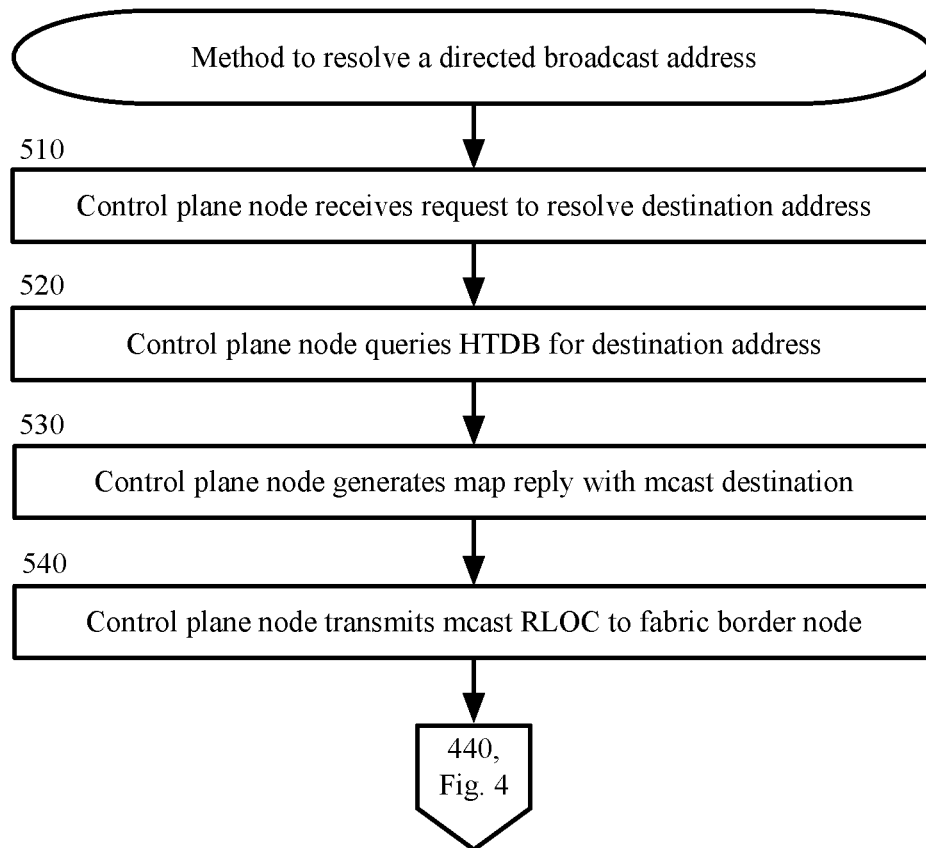 Method to resolve a directed broadcast address
510
Control plane node receives request to resolve destination address
520
Control plane node queries HTDB for destination address
530
Control plane node generates map reply with mcast destination
540
Control plane node transmits mcast RLOC to fabric border node
440,
Fig. 4